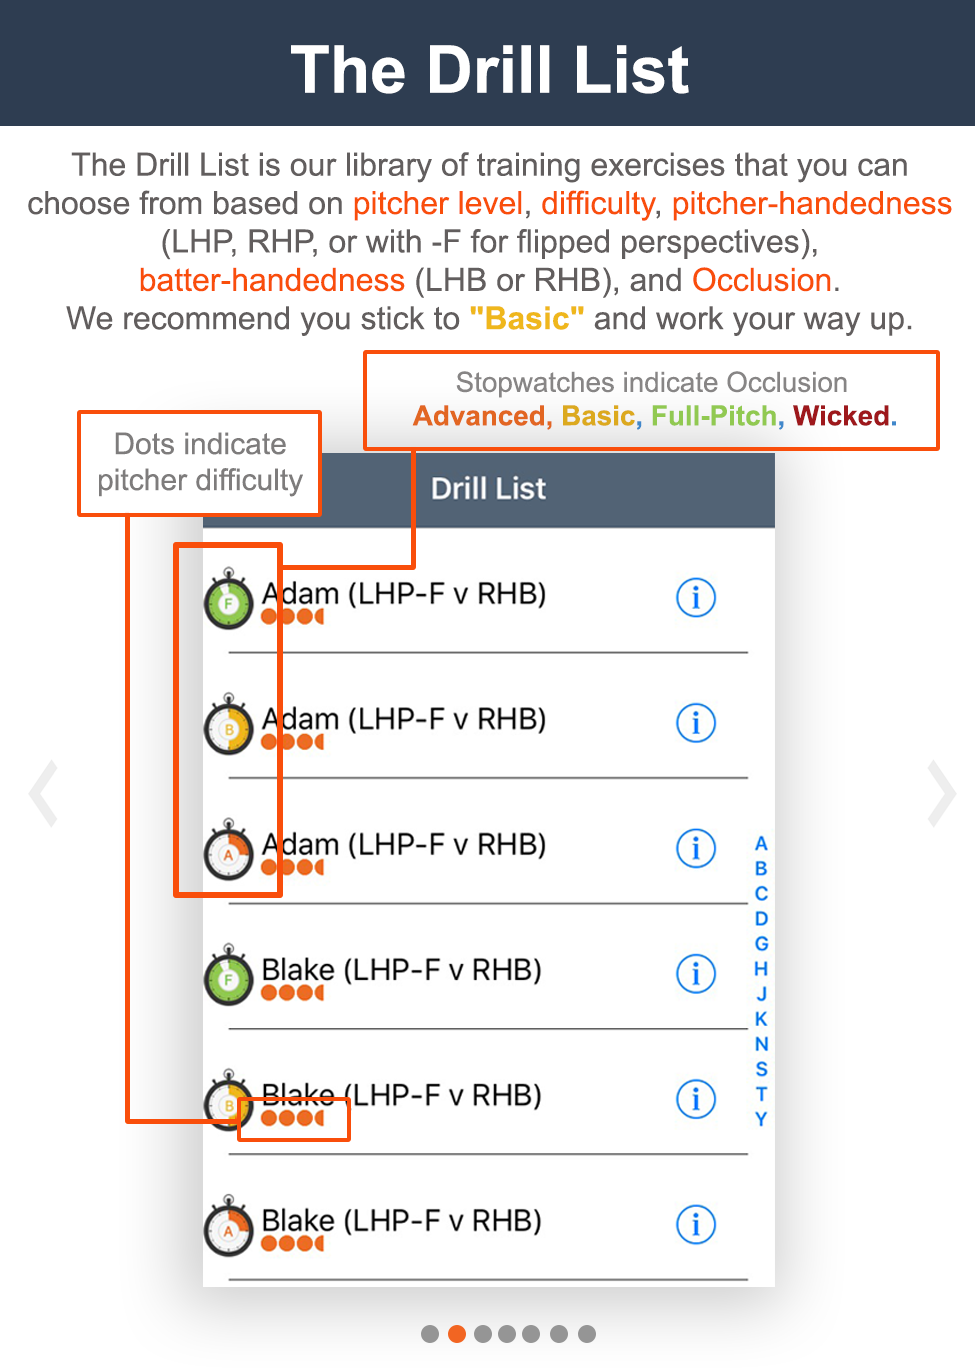 The Drill List
The Drill List is our library of training exercises that you can
choose from based on pitcher level, difficulty, pitcher-handedness
(LHP, RHP, or with -F for flipped perspectives),
batter-handedness (LHB or RHB), and Occlusion.
We recommend you stick to "Basic" and work your way up.
Stopwatches indicate Occlusion
Advanced, Basic, Full-Pitch, Wicked.
Dots indicate
pitcher difficulty
Drill List
F Adam (LHP-F v RHB) i
B Adam (LHP-F v RHB) i
A Adam (LHP-F v RHB) i
F Blake (LHP-F v RHB) i
B Blake (LHP-F v RHB) i
A Blake (LHP-F v RHB) i
A
B
C
D
G
H
J
K
N
S
T
Y